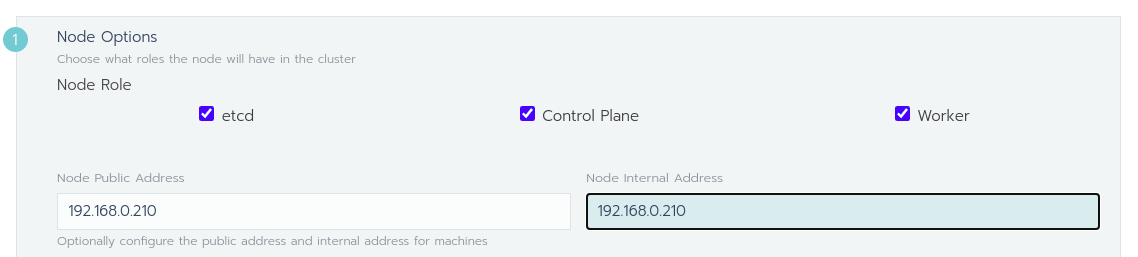 1
Node Options
Choose what roles the node will have in the cluster
Node Role
etcd Control Plane Worker
Node Public Address Node Internal Address
192.168.0.210 192.168.0.210
Optionally configure the public address and internal address for machines